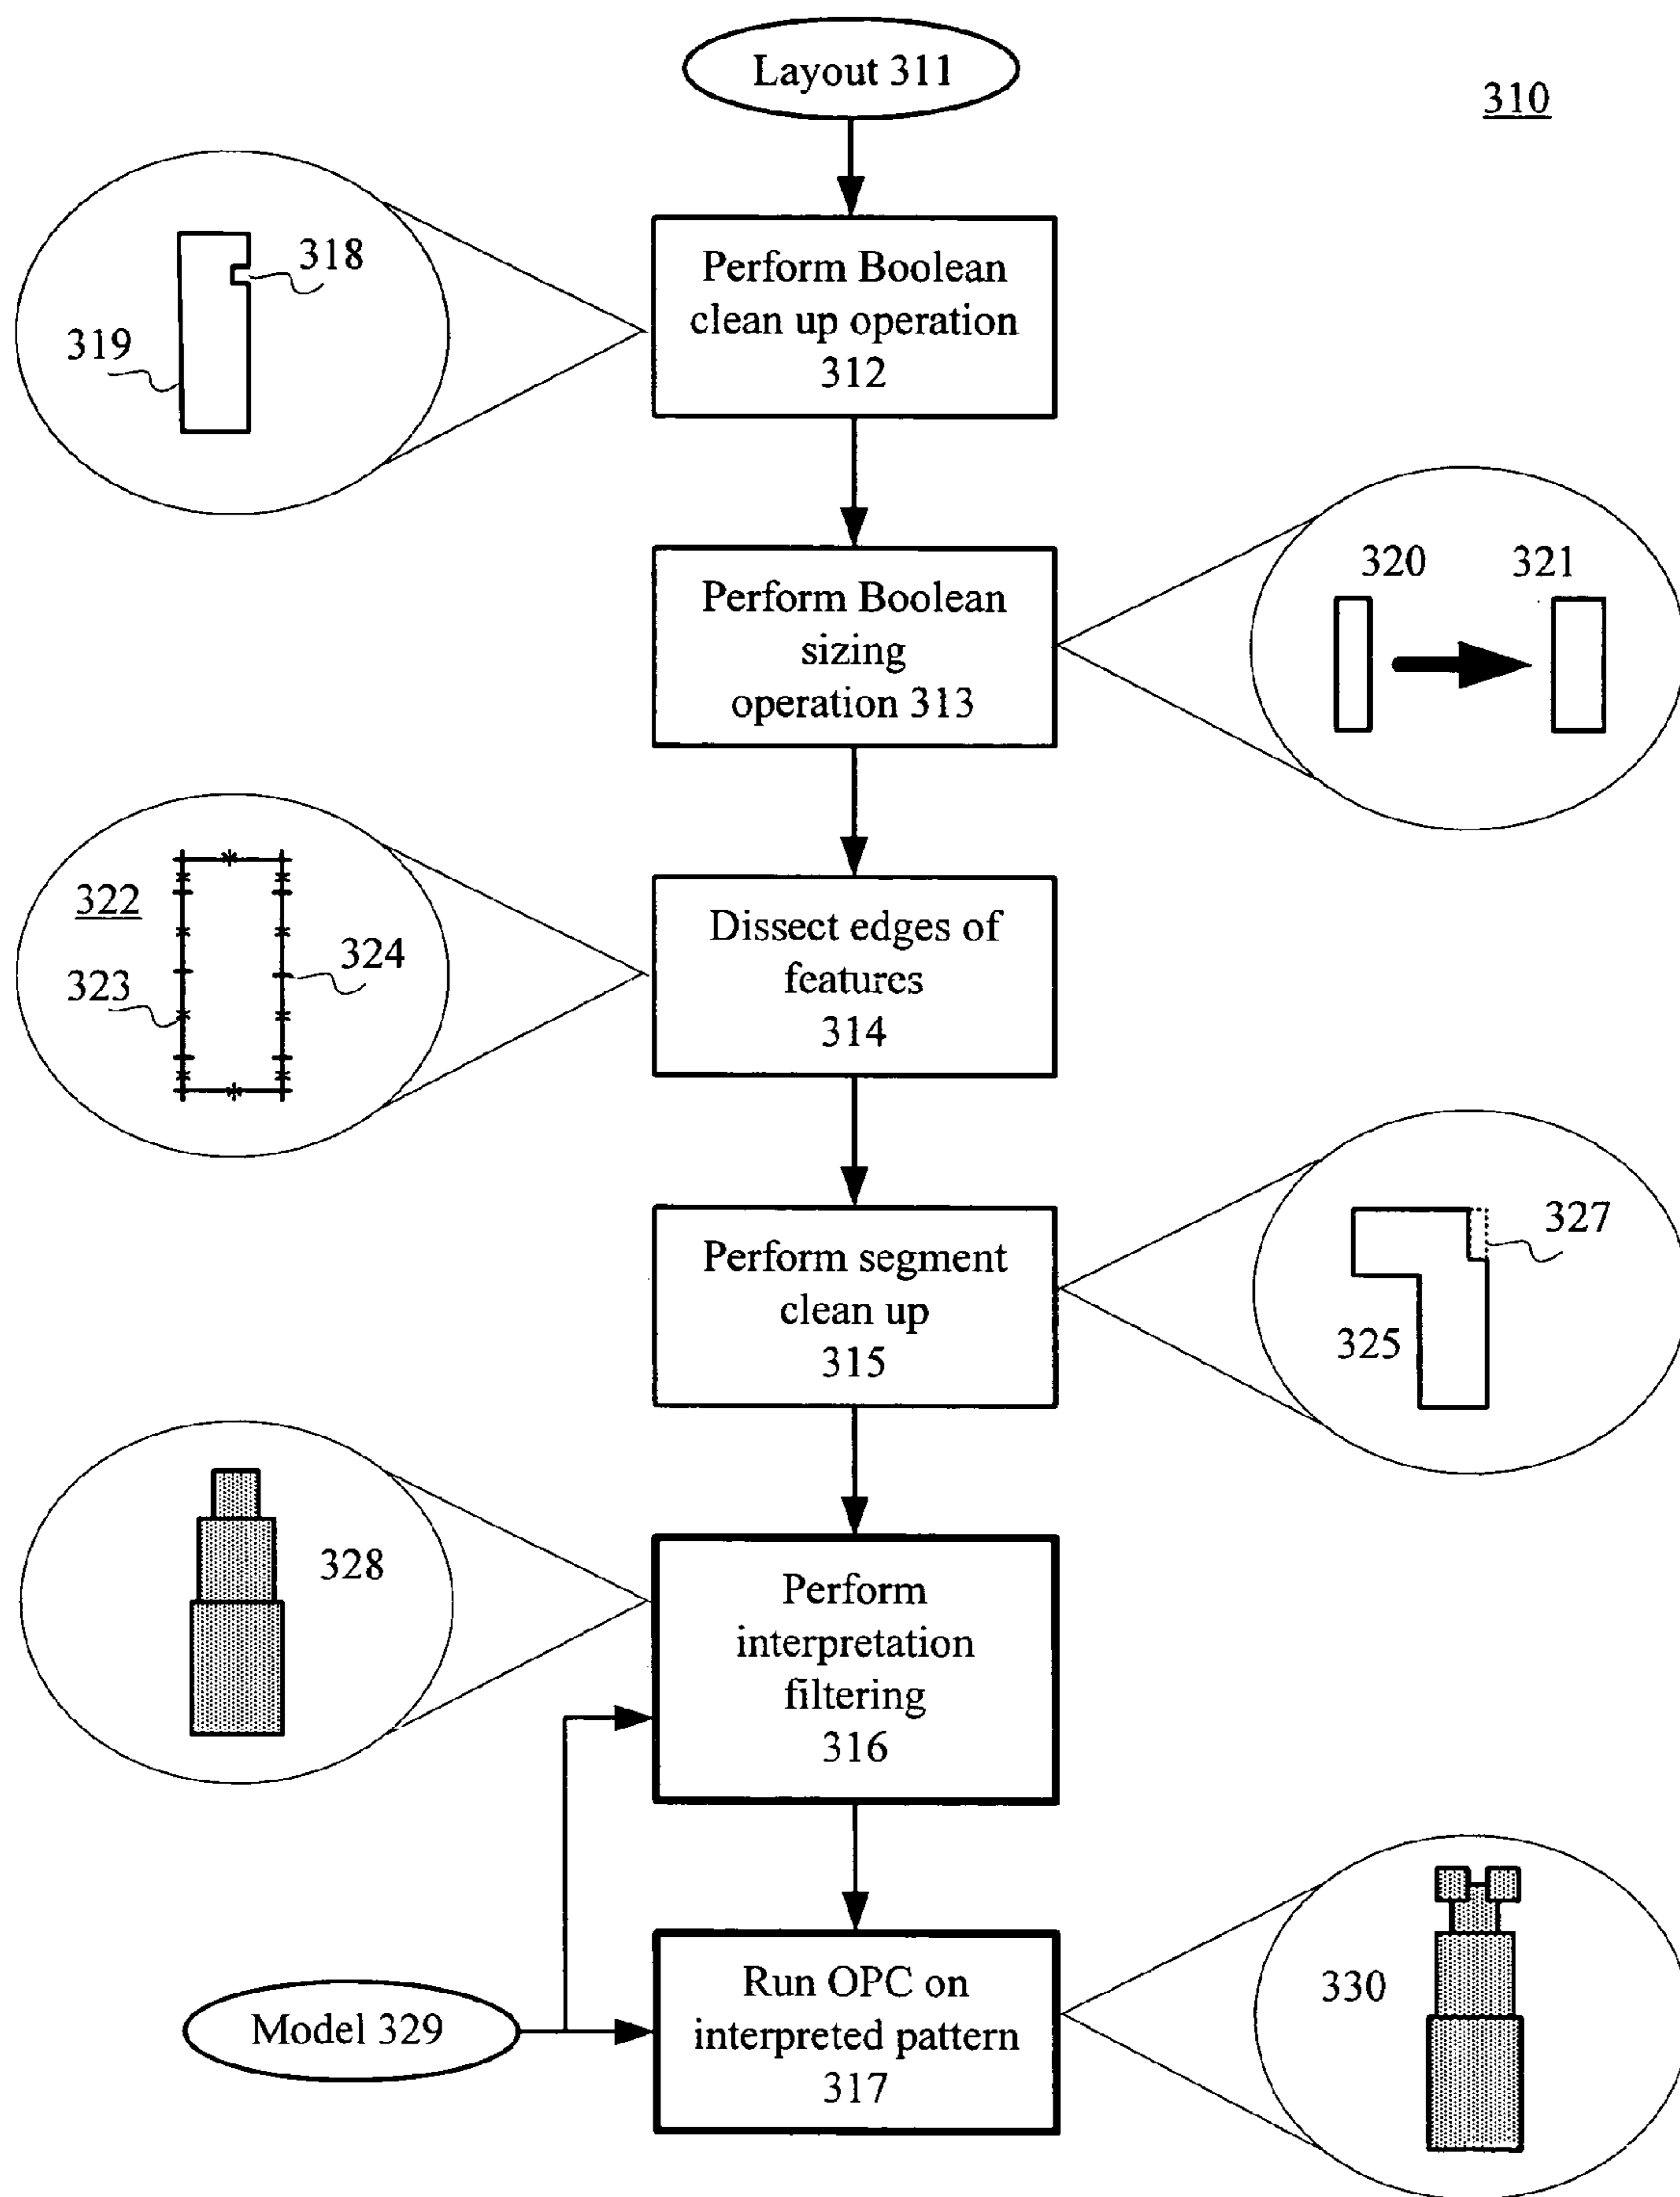 Layout 311
310
318
319
Perform Boolean
clean up operation
312
320
321
Perform Boolean
sizing
operation 313
322
323
324
Dissect edges of
features
314
327
325
Perform segment
clean up
315
328
Perform
interpretation
filtering
316
330
Model 329
Run OPC on
interpreted pattern
317